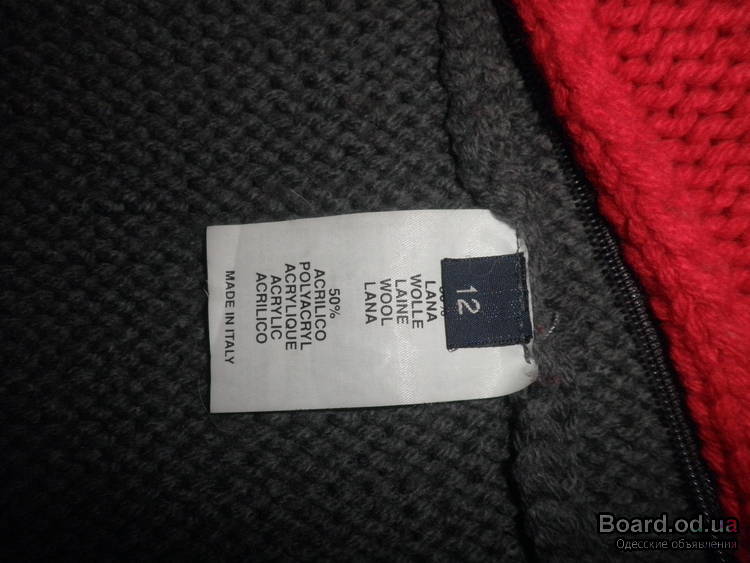 12
LANA
WOLLE
LAINE
WOOL
LANA
50%
ACRILICO
POLYACRYL
ACRYLIQUE
ACRYLIC
ACRILICO
MADE IN ITALY
Board.od.ua
Одесские объявления